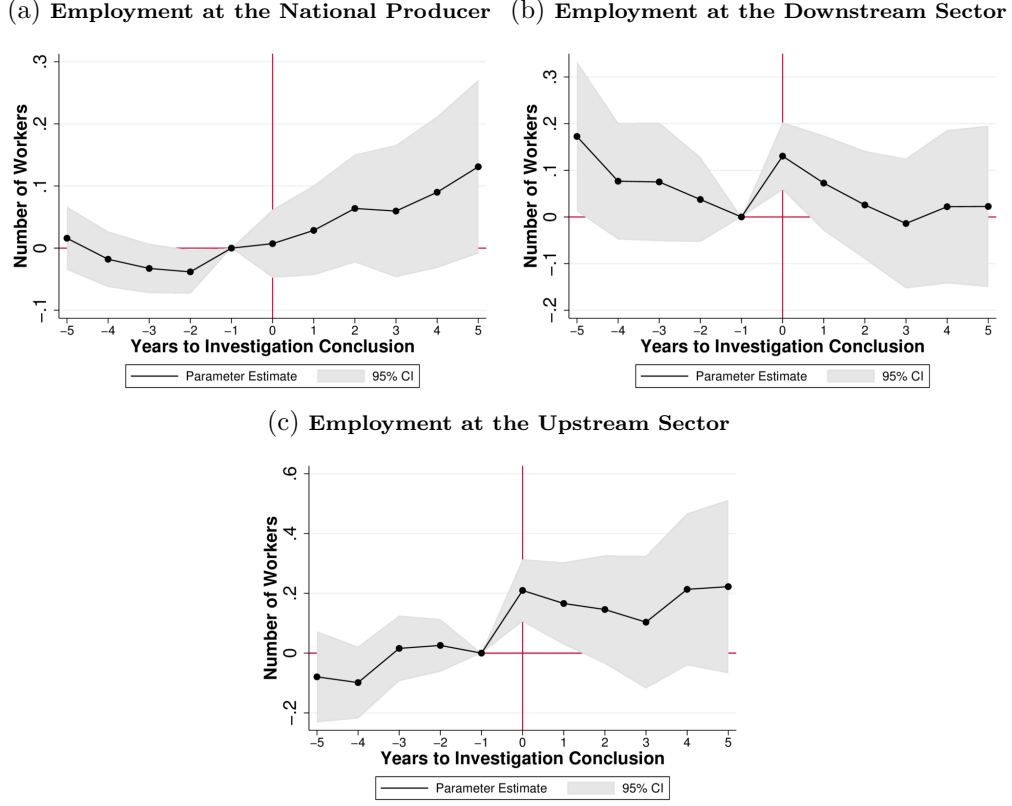 (a) Employment at the National Producer
Number of Workers
.3
.2
.1
0
-.1
-5 -4 -3 -2 -1 0 1 2 3 4 5
Years to Investigation Conclusion
Parameter Estimate 95% CI
(b) Employment at the Downstream Sector
Number of Workers
.3
.2
.1
0
-.1
-.2
-5 -4 -3 -2 -1 0 1 2 3 4 5
Years to Investigation Conclusion
Parameter Estimate 95% CI
(c) Employment at the Upstream Sector
Number of Workers
.6
.4
.2
0
-.2
-5 -4 -3 -2 -1 0 1 2 3 4 5
Years to Investigation Conclusion
Parameter Estimate 95% CI